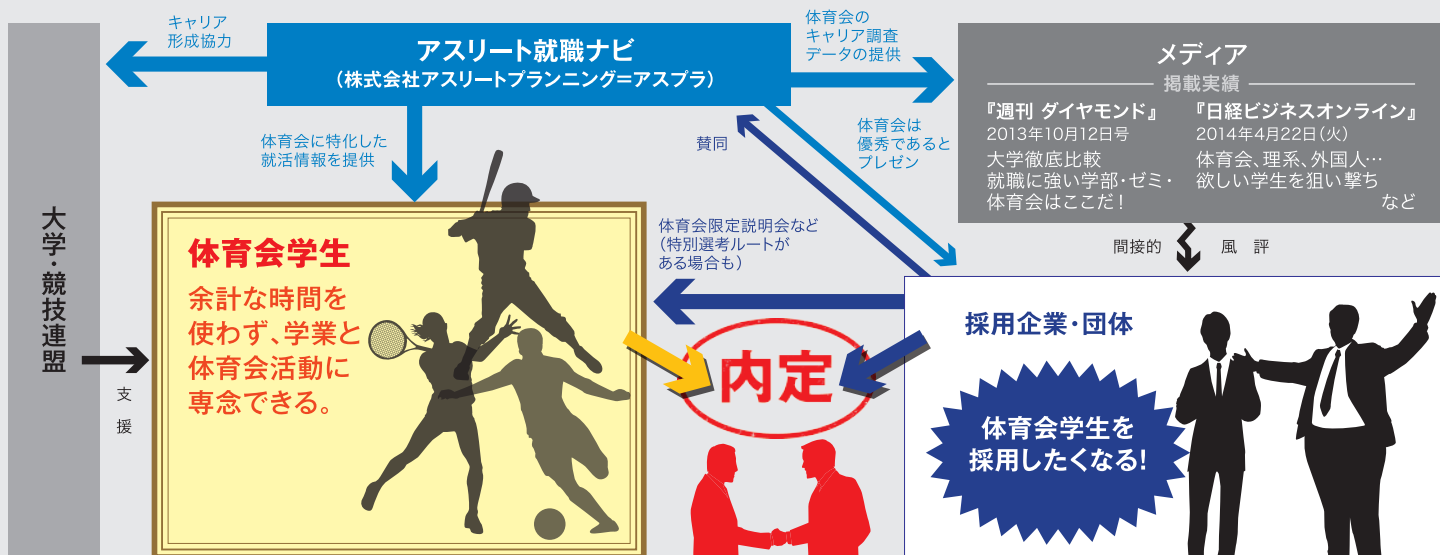 キャリア
形成協力
アスリート就職ナビ
（株式会社アスリートプランニング=アスプラ）
体育会の
キャリア調査
データの提供
メディア
掲載実績
『週刊 ダイヤモンド』
2013年10月12日号
大学徹底比較
就職に強い学部・ゼミ・
体育会はここだ！
『日経ビジネスオンライン』
2014年4月22日（火）
体育会、理系、外国人…
欲しい学生を狙い撃ち
など
体育会に特化した
就活情報を提供
賛同
体育会は
優秀であると
プレゼン
大学・競技連盟
支援
体育会学生
余計な時間を
使わず、学業と
体育会活動に
専念できる。
体育会限定説明会など
（特別選考ルートが
ある場合も）
間接的 風評
内定
採用企業・団体
体育会学生を
採用したくなる！